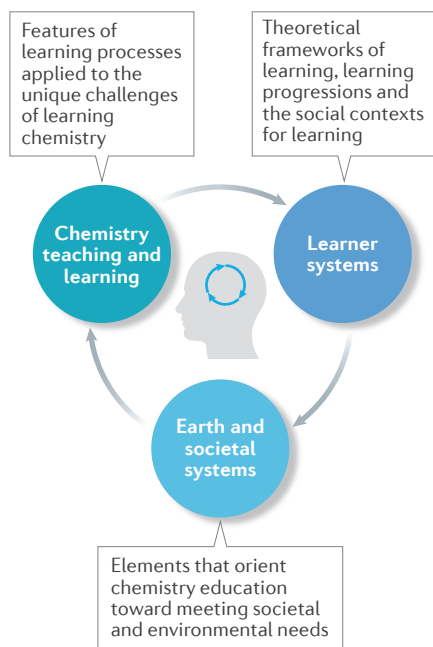 Features of
learning processes
applied to the
unique challenges
of learning
chemistry
Theoretical
frameworks of
learning, learning
progressions and
the social contexts
for learning
Chemistry
teaching and
learning
Learner
systems
Earth and
societal
systems
Elements that orient
chemistry education
toward meeting societal
and environmental needs